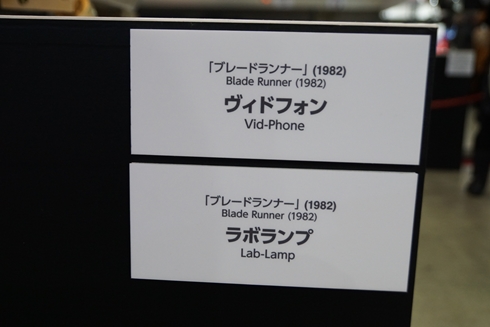 「ブレードランナー」(1982)
Blade Runner (1982)
ヴィドフォン
Vid-Phone
「ブレードランナー」(1982)
Blade Runner (1982)
ラボランプ
Lab-Lamp